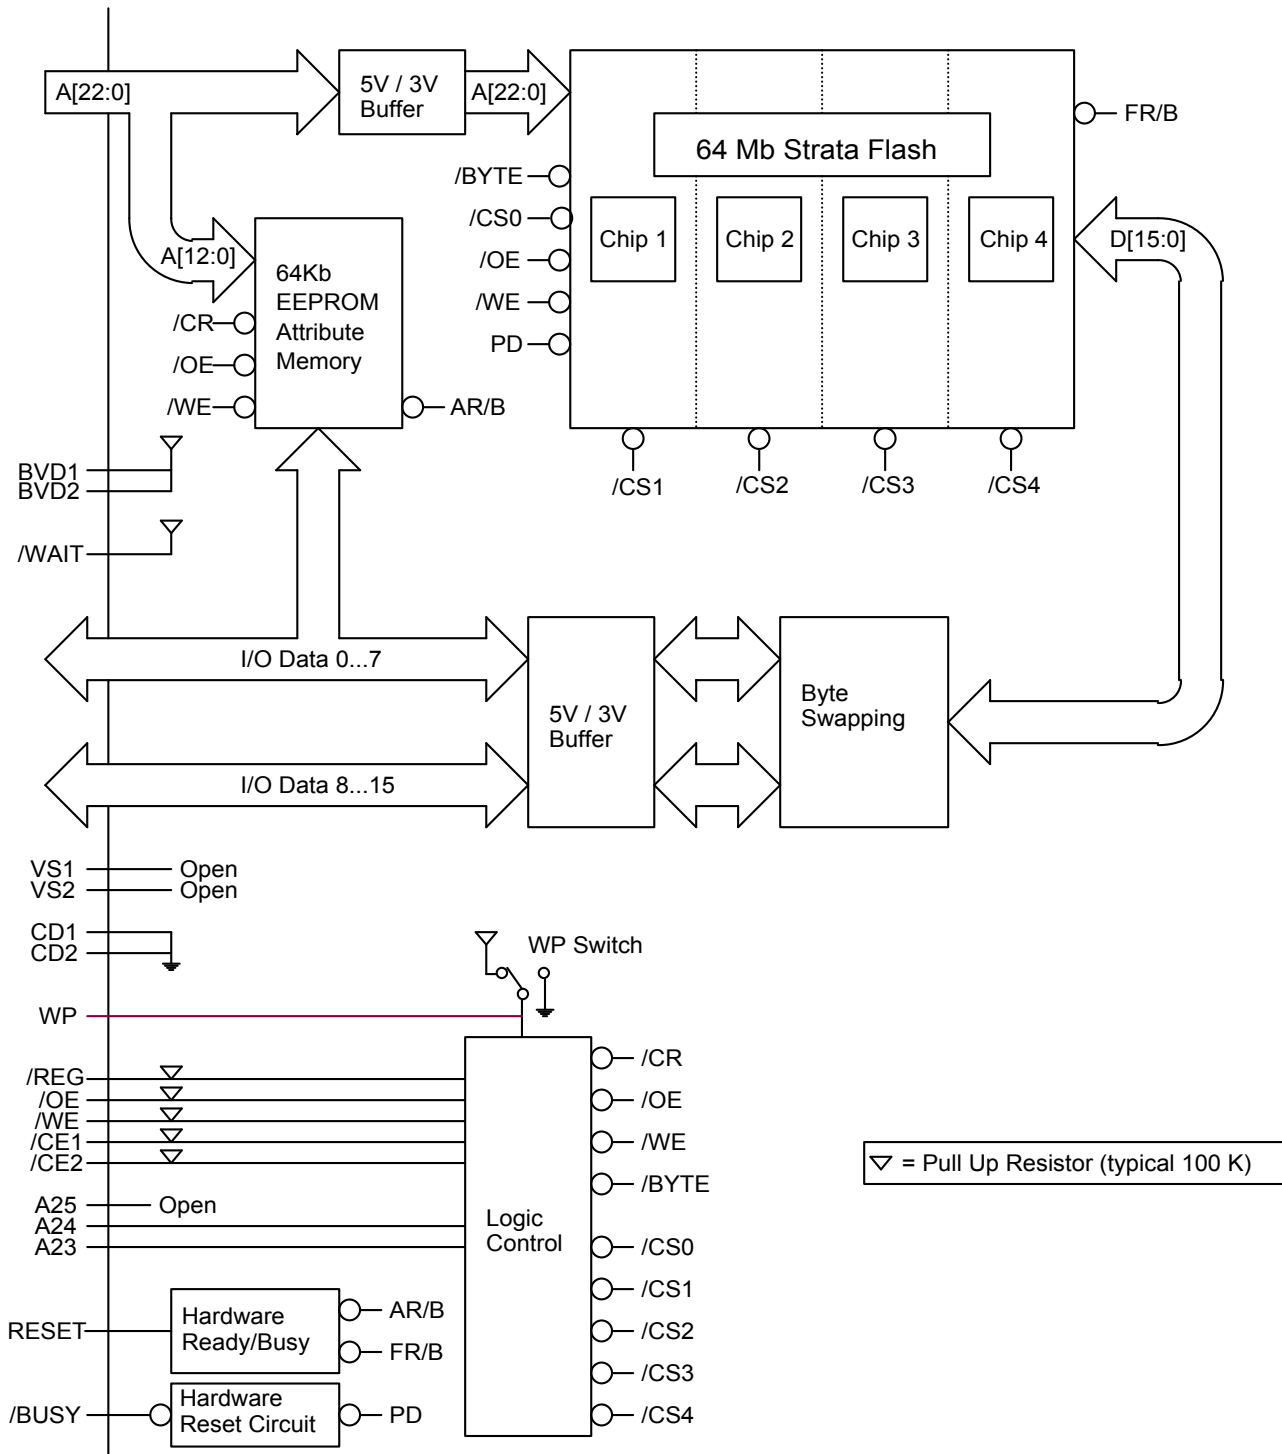 A[22:0]
5V / 3V
Buffer
A[22:0]
FR/B
64 Mb Strata Flash
/BYTE
/CS0
/OE
/WE
PD
Chip 1
Chip 2
Chip 3
Chip 4
D[15:0]
A[12:0]
64Kb
EEPROM
Attribute
Memory
/CR
/OE
/WE
AR/B
/CS1
/CS2
/CS3
/CS4
BVD1
BVD2
/WAIT
I/O Data 0...7
5V / 3V
Buffer
Byte
Swapping
I/O Data 8...15
VS1
Open
VS2
Open
CD1
CD2
WP Switch
WP
/REG
/OE
/WE
/CE1
/CE2
A25
Open
A24
A23
Logic
Control
/CR
/OE
/WE
/BYTE
/CS0
/CS1
/CS2
/CS3
/CS4
= Pull Up Resistor (typical 100 K)
RESET
Hardware
Ready/Busy
AR/B
FR/B
/BUSY
Hardware
Reset Circuit
PD